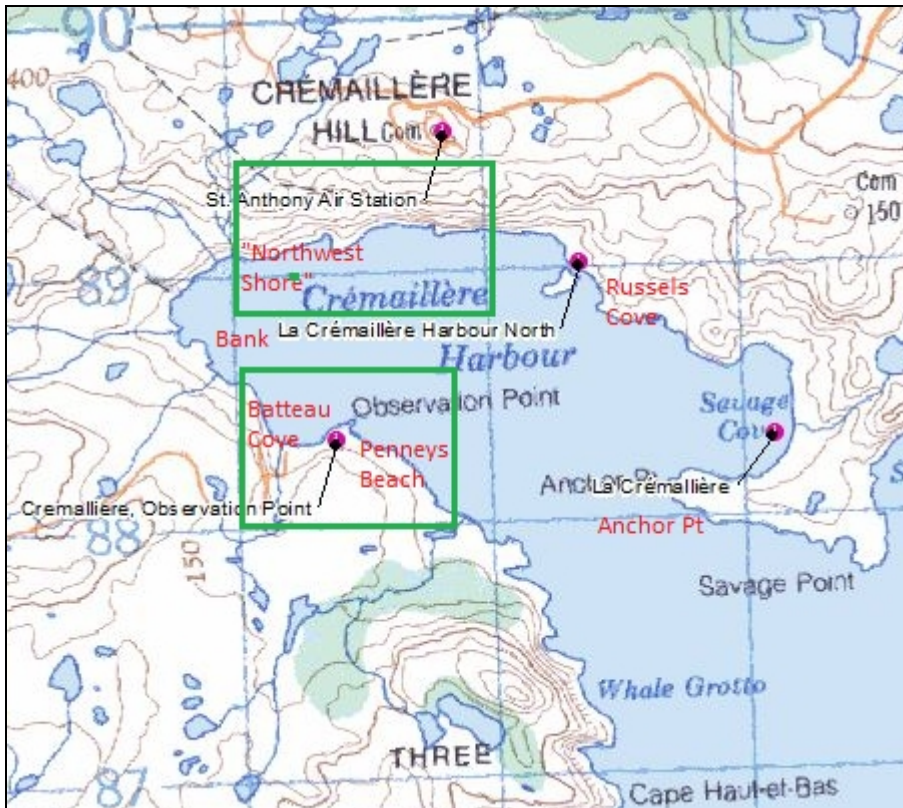 90
400
CRÉMAILLÈRE
HILL Com
St. Anthony Air Station
Com
150
"Northwest
Shore"
89
Crémaillère
Harbour
Russels
Cove
La Crémaillère Harbour North
Bank
Observation Point
Batteau
Cove
Penneys
Beach
Savage
Cove
Anchor Pt
La Crémallière
Cremalliere, Observation Point
Anchor Pt
88
150
Savage Point
Whale Grotto
THREE
87
Cape Haut-et-Bas